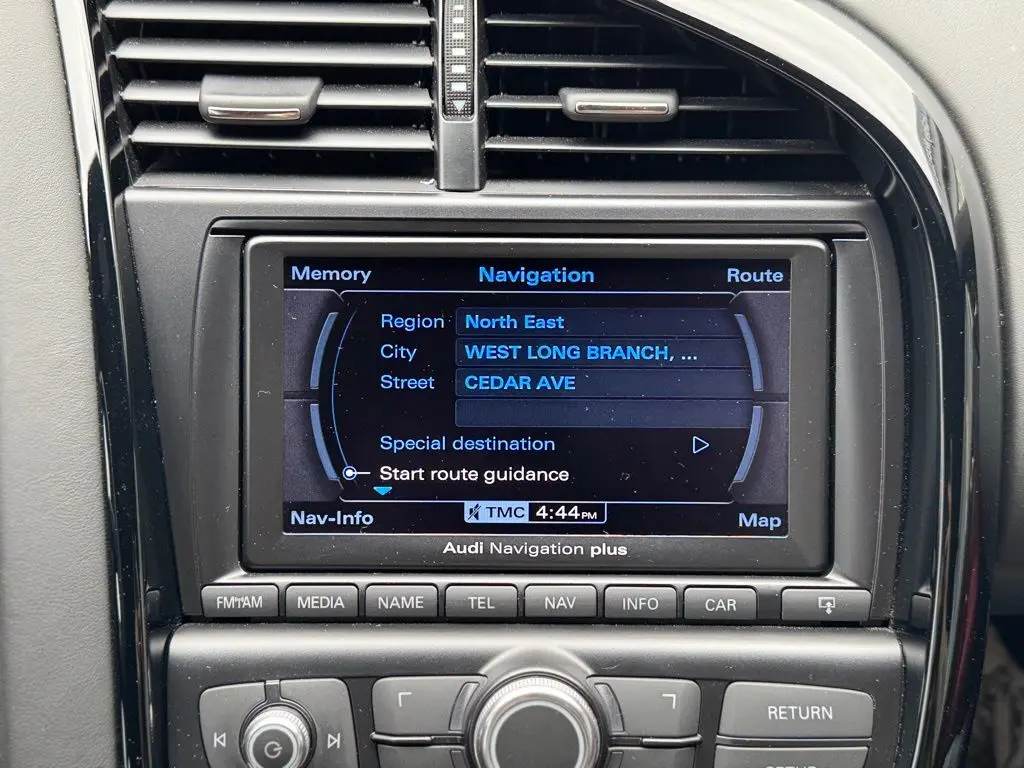 Memory Navigation Route
Region North East
City WEST LONG BRANCH, ...
Street CEDAR AVE
Special destination
Start route guidance
Nav-Info TMC 4:44PM Map
Audi Navigation plus
FM/AM MEDIA NAME TEL NAV INFO CAR
RETURN